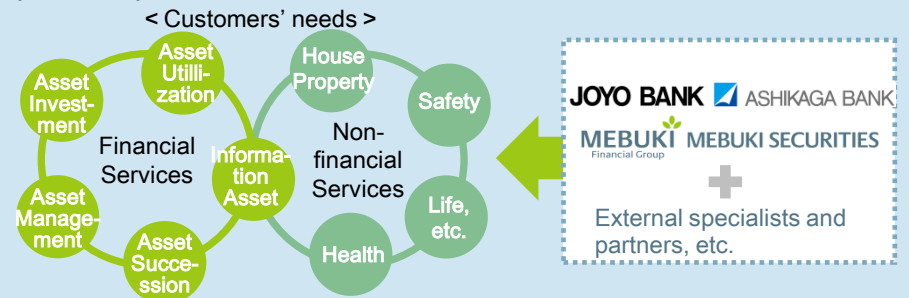 < Customers' needs >
Asset
Utilli-
zation
Asset
Invest-
ment
Financial
Services
Asset
Manage-
ment
Asset
Succe-
ssion
Informa-
tion
Asset
House
Property
Safety
Non-
financial
Services
Life,
etc.
Health
JOYO BANK ASHIKAGA BANK
MEBUKI MEBUKI SECURITIES
Financial Group
External specialists and
partners, etc.